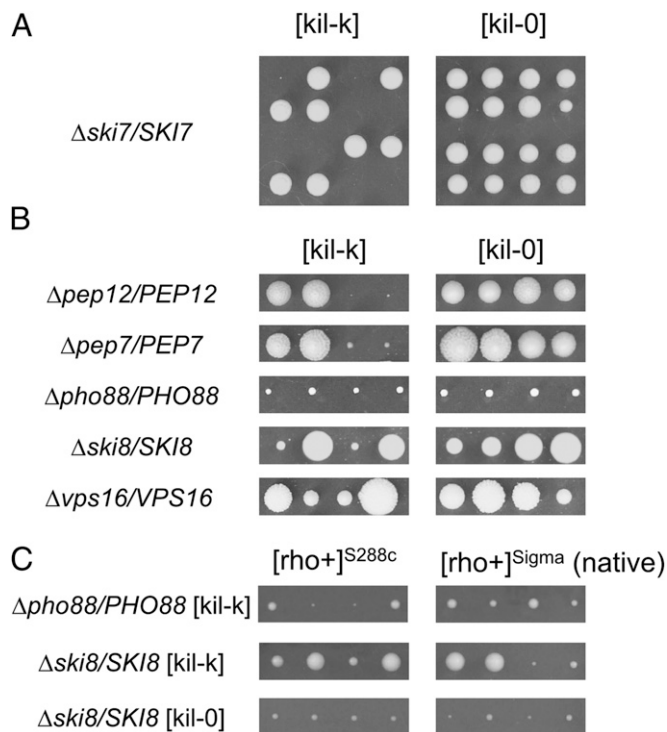 A
[kil-k] [kil-0]
Δski7/SKI7
B
[kil-k] [kil-0]
Δpep12/PEP12
Δpep7/PEP7
Δpho88/PHO88
Δski8/SKI8
Δvps16/VPS16
C
[rho+]S288c [rho+]Sigma (native)
Δpho88/PHO88 [kil-k]
Δski8/SKI8 [kil-k]
Δski8/SKI8 [kil-0]